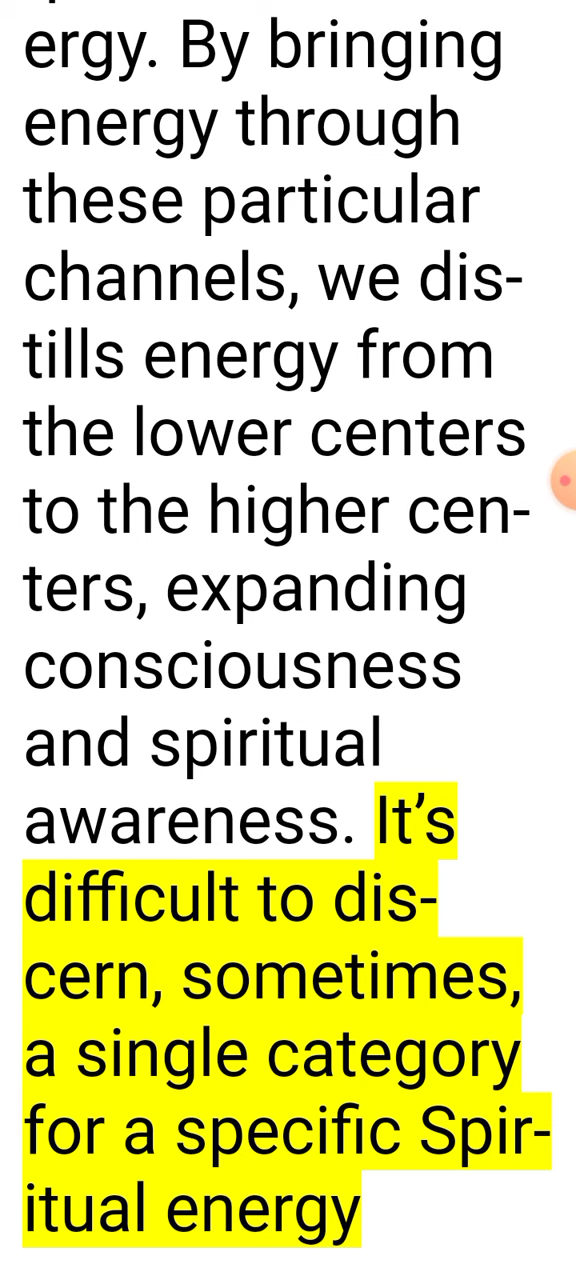 ergy. By bringing
energy through
these particular
channels, we dis-
tills energy from
the lower centers
to the higher cen-
ters, expanding
consciousness
and spiritual
awareness. It’s
difficult to dis-
cern, sometimes,
a single category
for a specific Spir-
itual energy